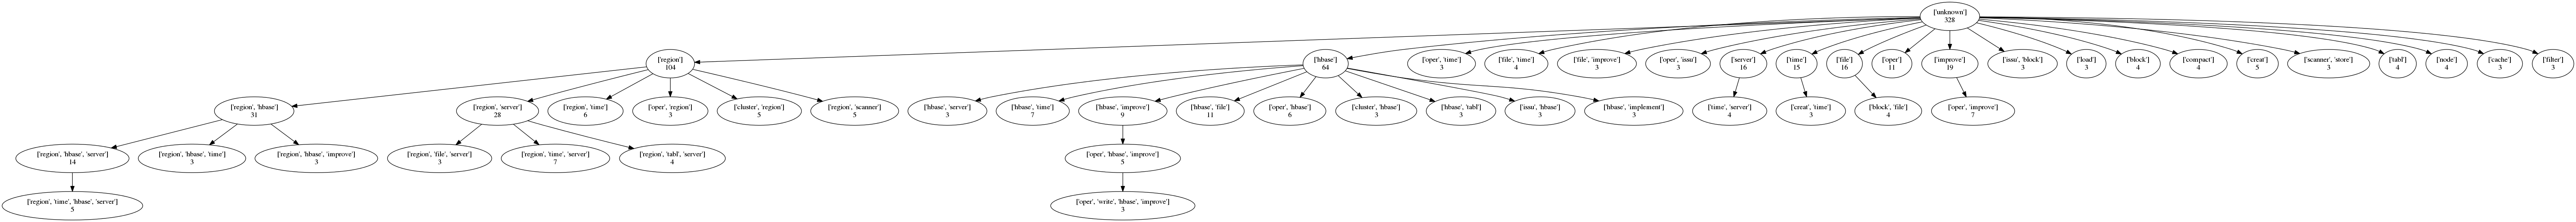 ['unknown']
328
['region']
104
['hbase']
64
['oper', 'time']
3
['file', 'time']
4
['file', 'improve']
3
['oper', 'issu']
3
['server']
16
['time']
15
['file']
16
['oper']
11
['improve']
19
['issu', 'block']
3
['load']
3
['block']
4
['compact']
4
['creat']
5
['scanner', 'store']
3
['tabl']
4
['node']
4
['cache']
3
['filter']
3
['region', 'hbase']
31
['region', 'server']
28
['region', 'time']
6
['oper', 'region']
3
['cluster', 'region']
5
['region', 'scanner']
5
['hbase', 'server']
3
['hbase', 'time']
7
['hbase', 'improve']
9
['hbase', 'file']
11
['oper', 'hbase']
6
['cluster', 'hbase']
3
['hbase', 'tabl']
3
['issu', 'hbase']
3
['hbase', 'implement']
3
['time', 'server']
4
['creat', 'time']
3
['block', 'file']
4
['oper', 'improve']
7
['region', 'hbase', 'server']
14
['region', 'hbase', 'time']
3
['region', 'hbase', 'improve']
3
['region', 'file', 'server']
3
['region', 'time', 'server']
7
['region', 'tabl', 'server']
4
['oper', 'hbase', 'improve']
5
['region', 'time', 'hbase', 'server']
5
['oper', 'write', 'hbase', 'improve']
3